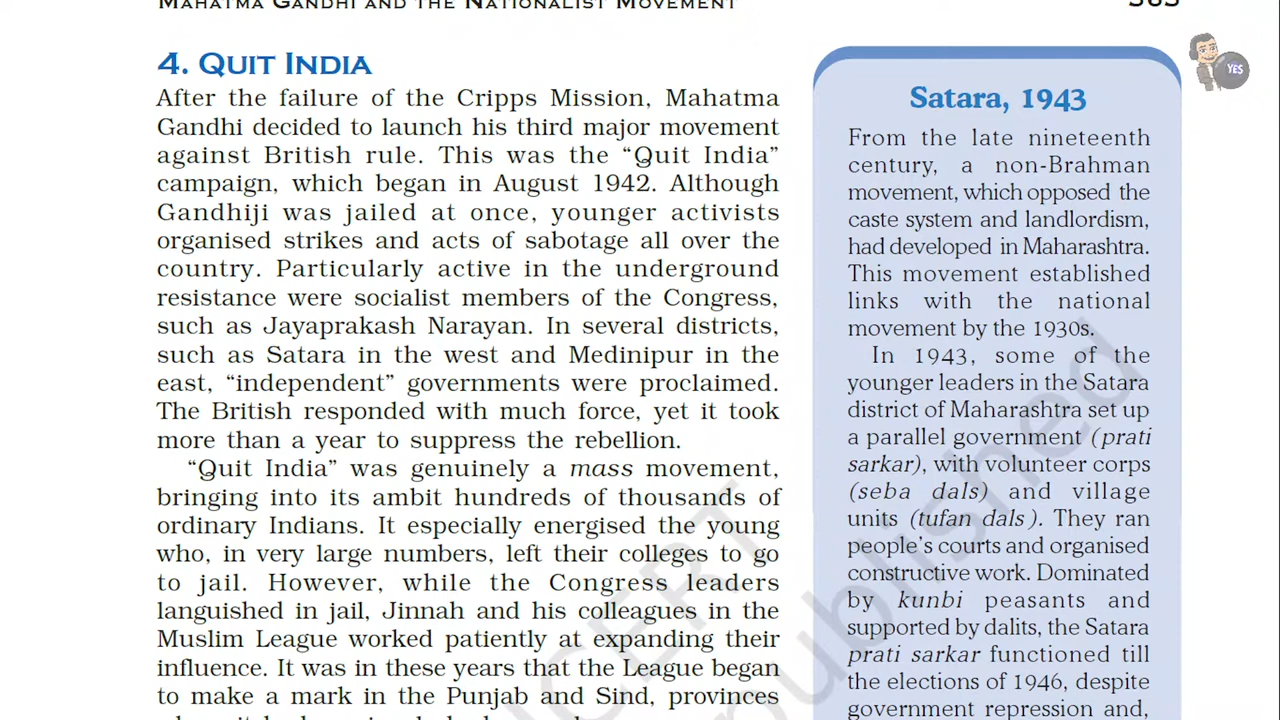 MAHATMA GANDHI AND THE NATIONALIST MOVEMENT
4. QUIT INDIA
After the failure of the Cripps Mission, Mahatma
Gandhi decided to launch his third major movement
against British rule. This was the “Quit India”
campaign, which began in August 1942. Although
Gandhiji was jailed at once, younger activists
organised strikes and acts of sabotage all over the
country. Particularly active in the underground
resistance were socialist members of the Congress,
such as Jayaprakash Narayan. In several districts,
such as Satara in the west and Medinipur in the
east, “independent” governments were proclaimed.
The British responded with much force, yet it took
more than a year to suppress the rebellion.
“Quit India” was genuinely a mass movement,
bringing into its ambit hundreds of thousands of
ordinary Indians. It especially energised the young
who, in very large numbers, left their colleges to go
to jail. However, while the Congress leaders
languished in jail, Jinnah and his colleagues in the
Muslim League worked patiently at expanding their
influence. It was in these years that the League began
to make a mark in the Punjab and Sind, provinces
Satara, 1943
From the late nineteenth
century, a non-Brahman
movement, which opposed the
caste system and landlordism,
had developed in Maharashtra.
This movement established
links with the national
movement by the 1930s.
In 1943, some of the
younger leaders in the Satara
district of Maharashtra set up
a parallel government (prati
sarkar), with volunteer corps
(seba dals) and village
units (tufan dals). They ran
people’s courts and organised
constructive work. Dominated
by kunbi peasants and
supported by dalits, the Satara
prati sarkar functioned till
the elections of 1946, despite
government repression and,
YES
NCERT
published